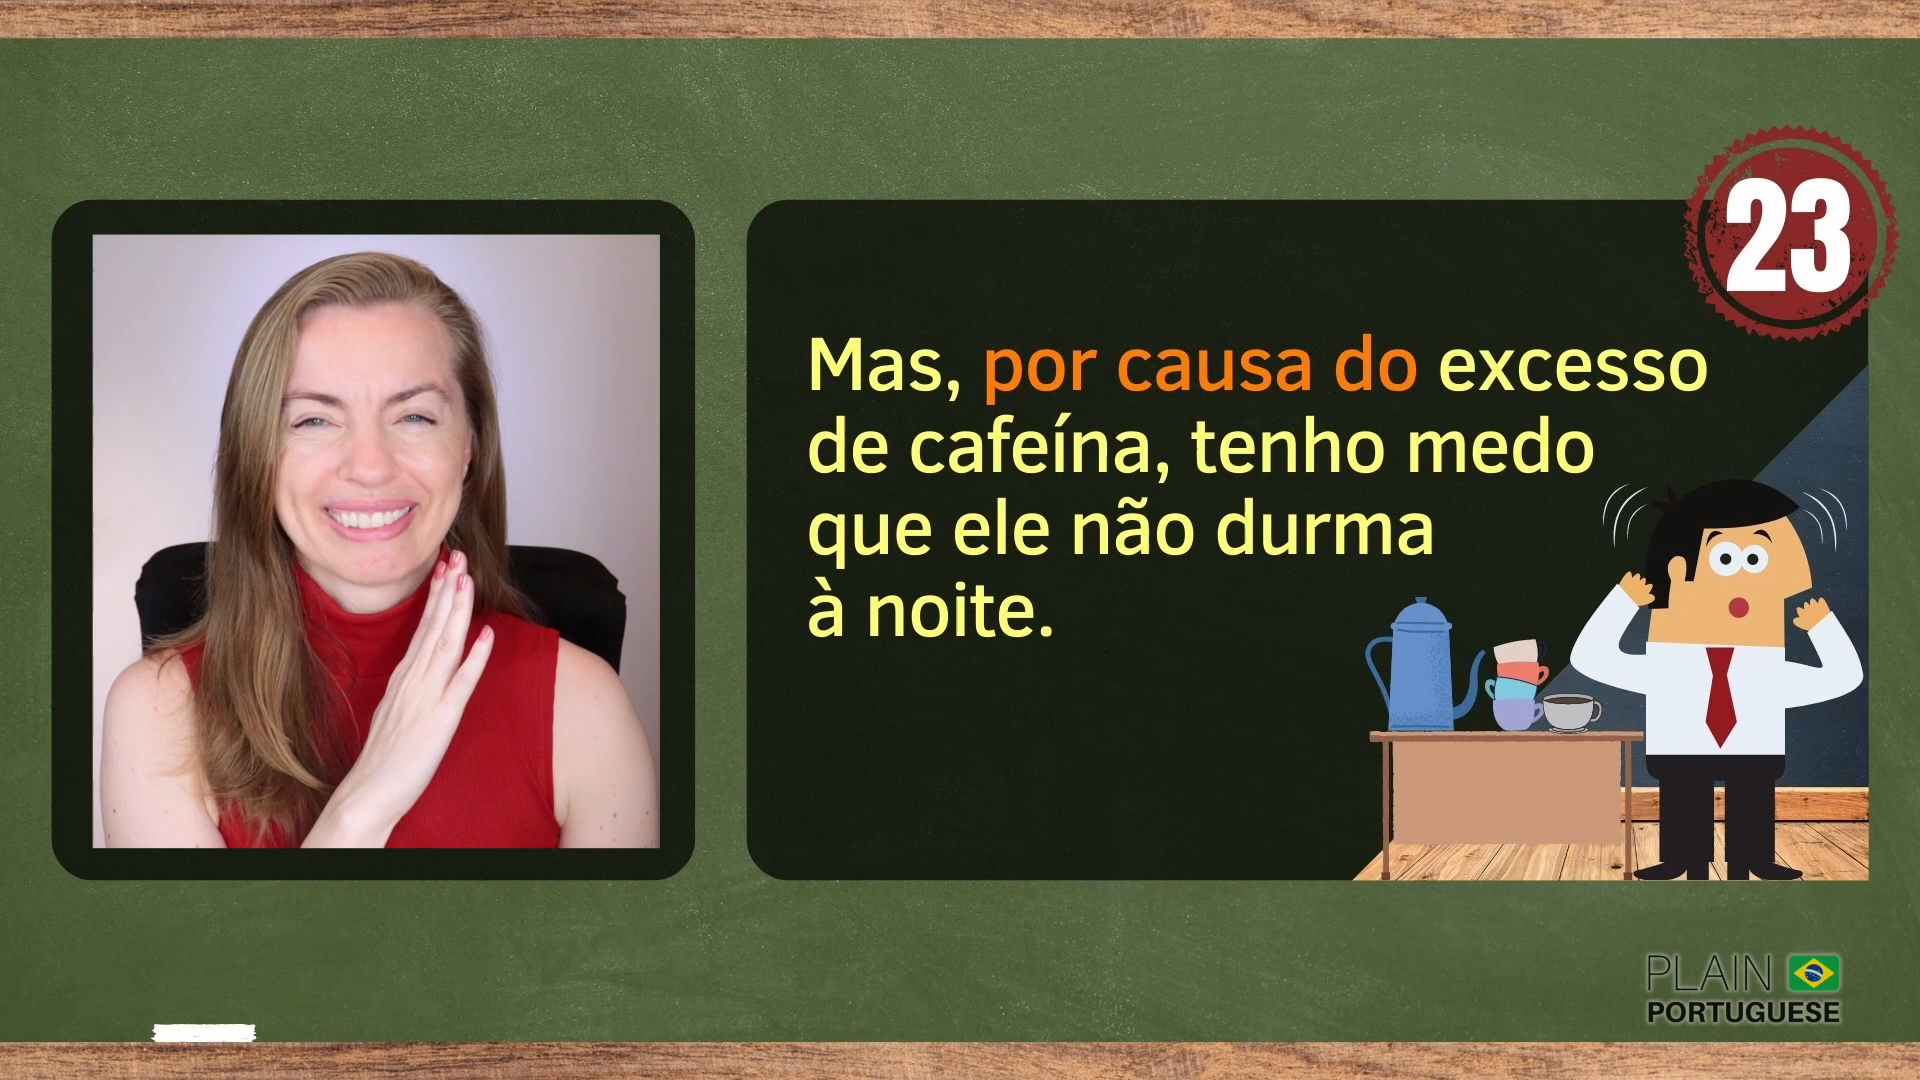 23
Mas, por causa do excesso
de cafeína, tenho medo
que ele não durma
à noite.
PLAIN
PORTUGUESE